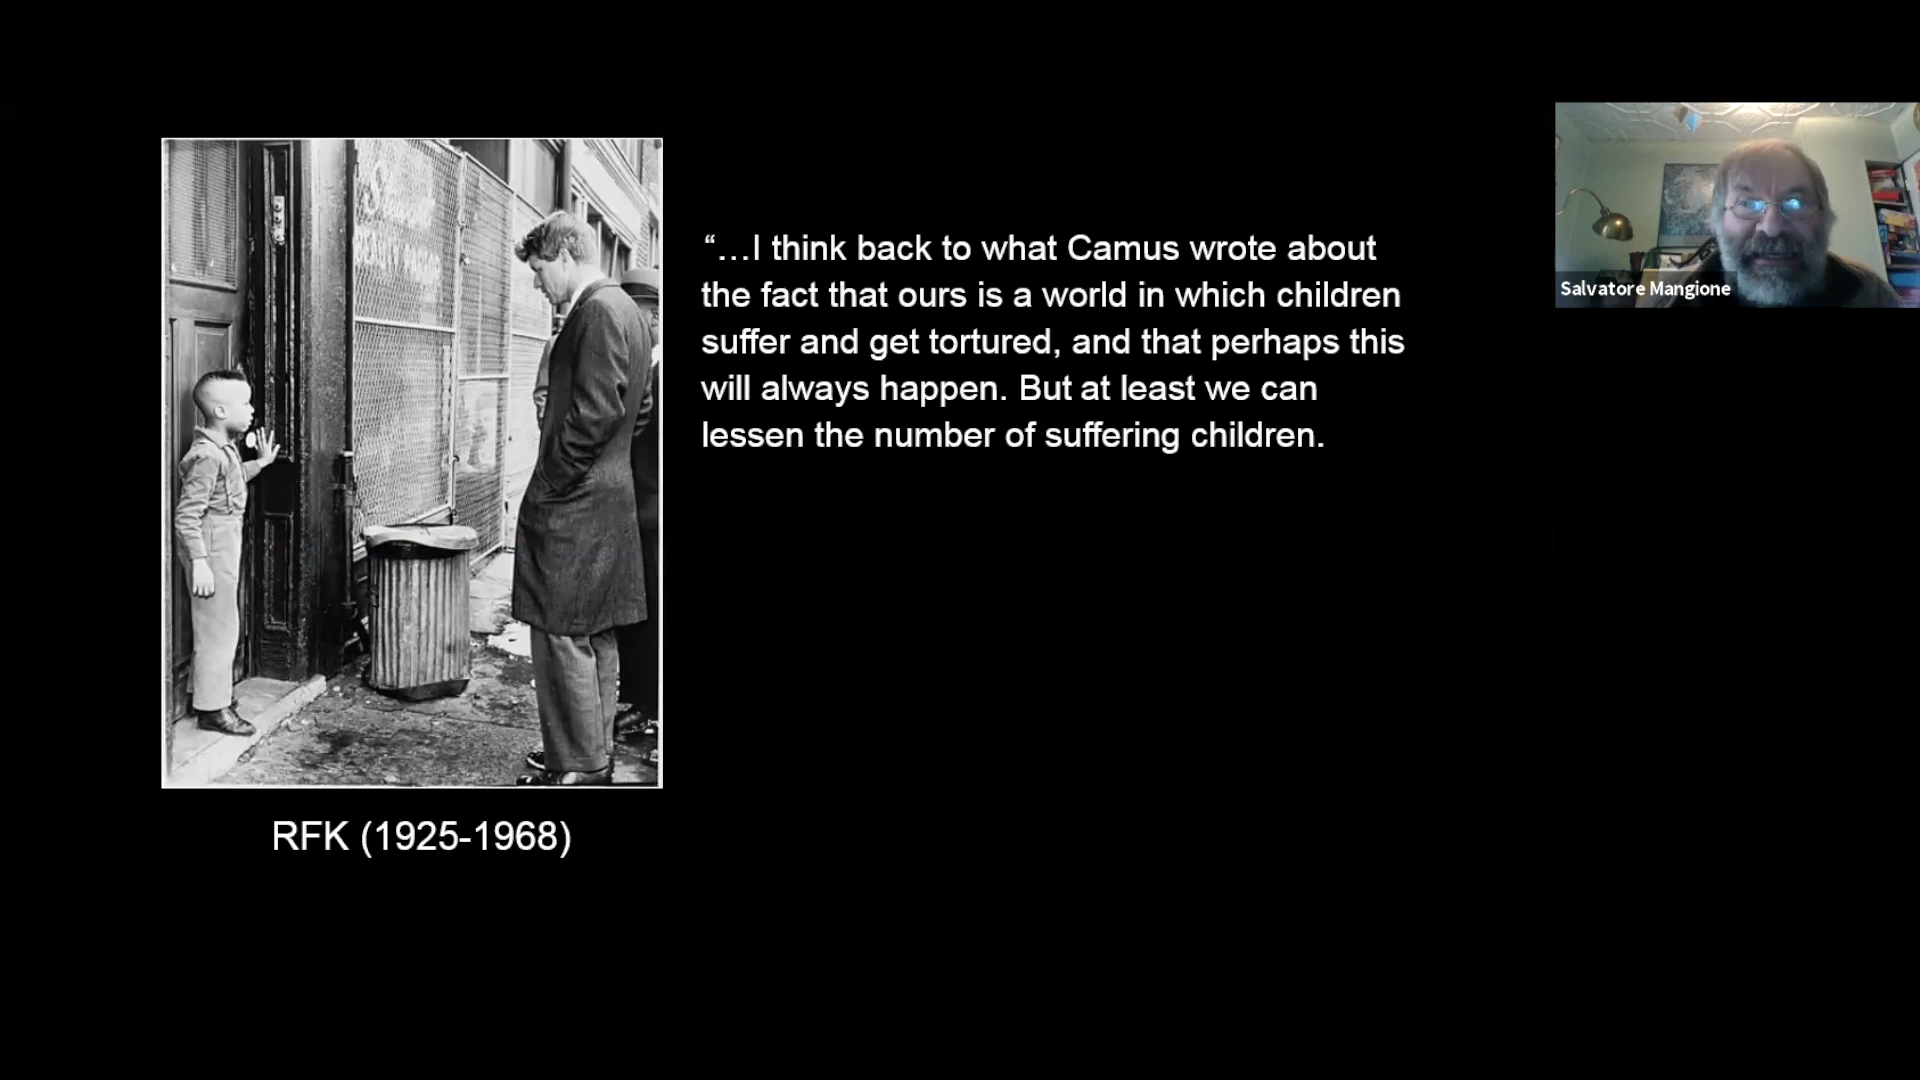 “…I think back to what Camus wrote about
the fact that ours is a world in which children
suffer and get tortured, and that perhaps this
will always happen. But at least we can
lessen the number of suffering children.
Salvatore Mangione
RFK (1925-1968)